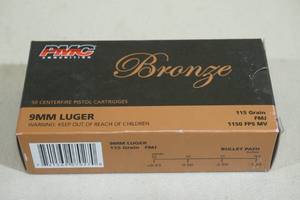 PMC
AMMUNITION
Bronze
50 CENTERFIRE PISTOL CARTRIDGES
9MM LUGER
WARNING: KEEP OUT OF REACH OF CHILDREN.
115 Grain
FMJ
1150 FPS MV
9MM LUGER
115 Grain FMJ
BULLET PATH